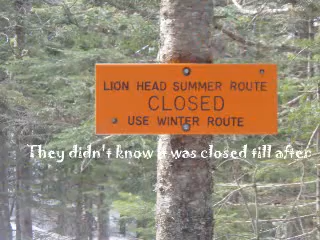 LION HEAD SUMMER ROUTE
CLOSED
USE WINTER ROUTE
They didn't know it was closed till after